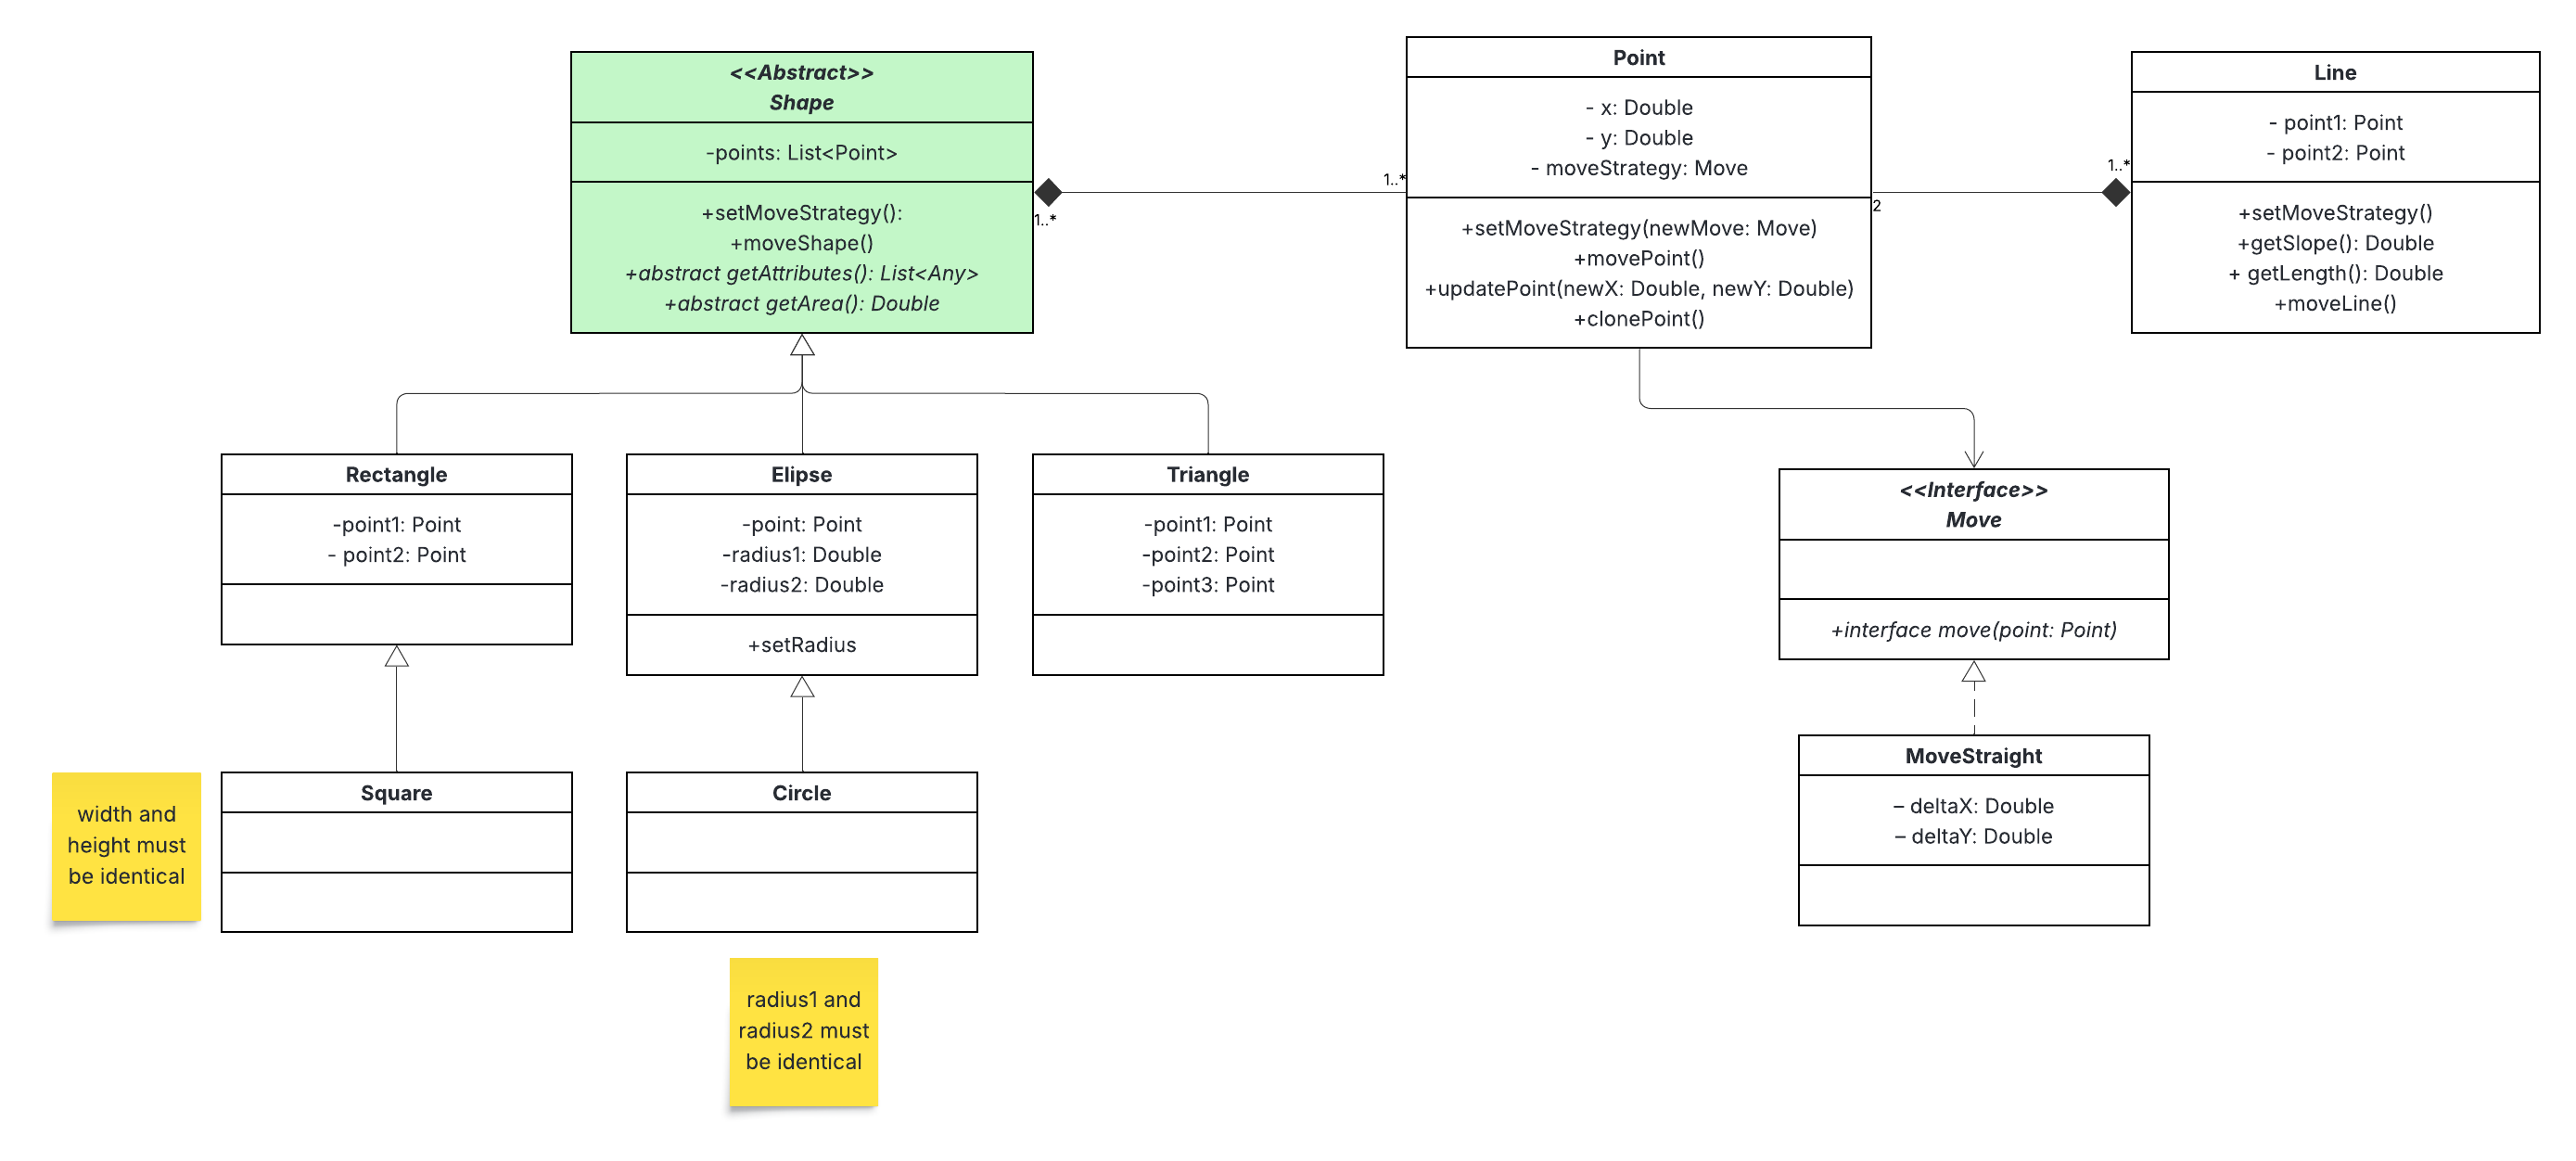 <<Abstract>>
Shape
-points: List<Point>
+setMoveStrategy():
+moveShape()
+abstract getAttributes(): List<Any>
+abstract getArea(): Double
1..*
1..*
Point
- x: Double
- y: Double
- moveStrategy: Move
+setMoveStrategy(newMove: Move)
+movePoint()
+updatePoint(newX: Double, newY: Double)
+clonePoint()
2
1..*
Line
- point1: Point
- point2: Point
+setMoveStrategy()
+getSlope(): Double
+ getLength(): Double
+moveLine()
Rectangle
-point1: Point
- point2: Point
Elipse
-point: Point
-radius1: Double
-radius2: Double
+setRadius
Triangle
-point1: Point
-point2: Point
-point3: Point
<<Interface>>
Move
+interface move(point: Point)
MoveStraight
– deltaX: Double
– deltaY: Double
width and
height must
be identical
Square
Circle
radius1 and
radius2 must
be identical